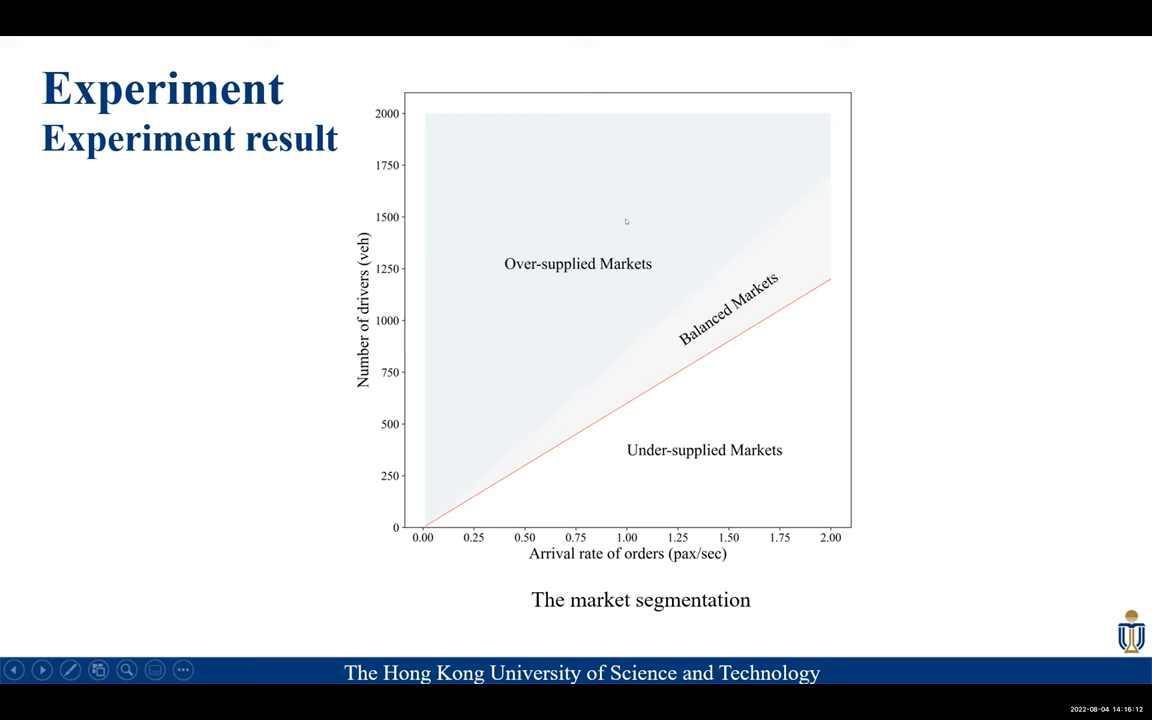 Experiment
Experiment result
2000
1750
1500
1250
1000
750
500
250
0
Number of drivers (veh)
Over-supplied Markets
Balanced Markets
Under-supplied Markets
0.00 0.25 0.50 0.75 1.00 1.25 1.50 1.75 2.00
Arrival rate of orders (pax/sec)
The market segmentation
The Hong Kong University of Science and Technology
2022-08-04 14:16:12